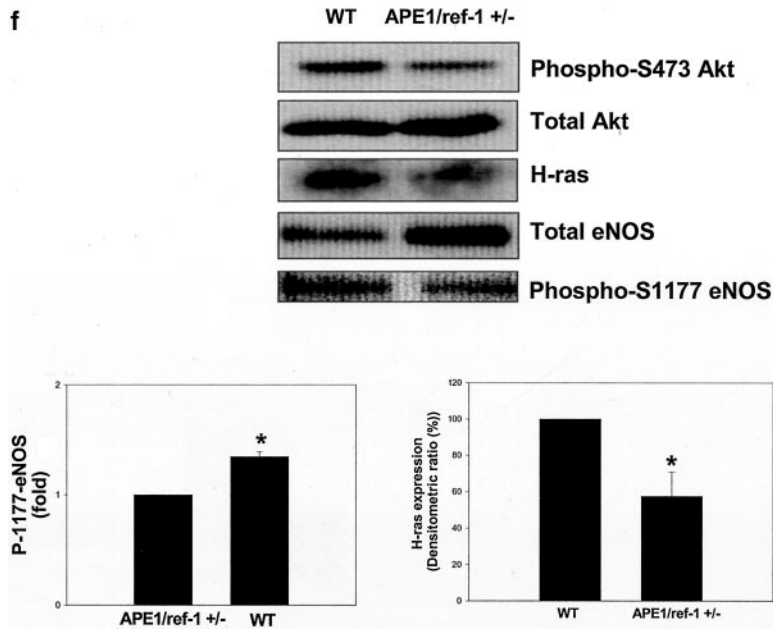 f
WT APE1/ref-1 +/-
Phospho-S473 Akt
Total Akt
H-ras
Total eNOS
Phospho-S1177 eNOS
P-1177-eNOS
(fold)
2
1
0
*
APE1/ref-1 +/- WT
H-ras expression
(Densitometric ratio (%))
120
100
80
60
40
20
0
*
WT APE1/ref-1 +/-